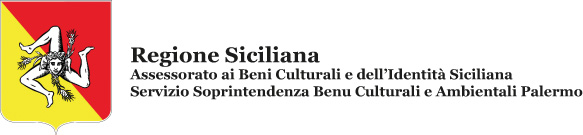 Regione Siciliana
Assessorato ai Beni Culturali e dell'Identità Siciliana
Servizio Soprintendenza Benu Culturali e Ambientali Palermo